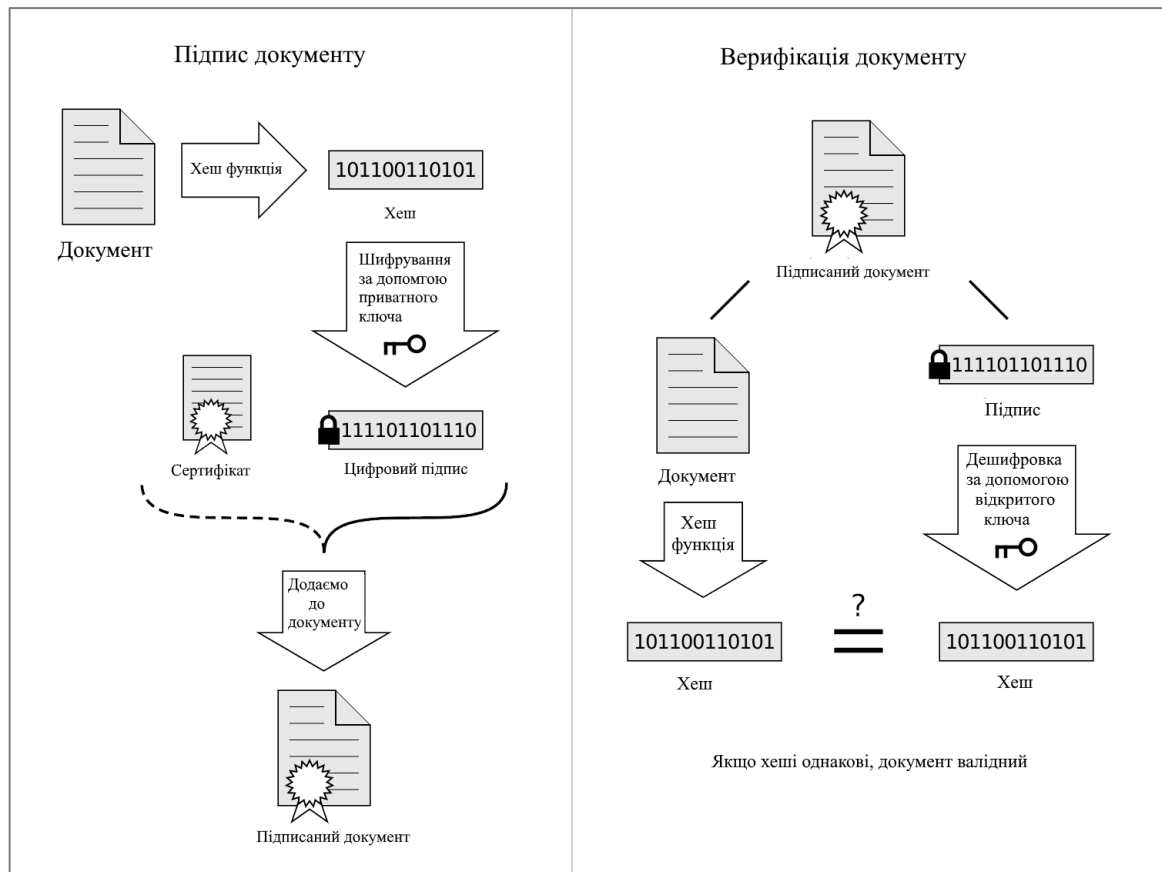 Підпис документу
Хеш функція
101100110101
Хеш
Документ
Шифрування
за допомгою
приватного
ключа
111101101110
Сертифікат
Цифровий підпис
Додаємо
до
документу
Підписаний документ
Верифікація документу
Підписаний документ
111101101110
Підпис
Документ
Дешифровка
за допомогою
відкритого
ключа
Хеш
функція
?
101100110101
101100110101
Хеш
Хеш
Якщо хеші однакові, документ валідний